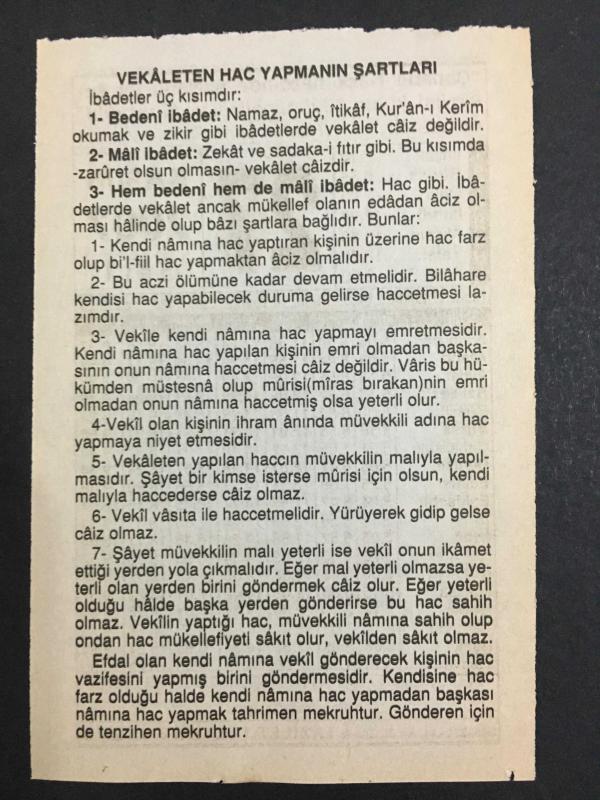 VEKÂLETEN HAC YAPMANIN ŞARTLARI
İbâdetler üç kısımdır:
1- Bedenî ibâdet: Namaz, oruç, îtikâf, Kur'ân-ı Kerîm
okumak ve zikir gibi ibâdetlerde vekâlet câiz değildir.
2- Mâlî ibâdet: Zekât ve sadaka-i fıtır gibi. Bu kısımda
-zarûret olsun olmasın- vekâlet câizdir.
3- Hem bedenî hem de mâlî ibâdet: Hac gibi. İbâ-
detlerde vekâlet ancak mükellef olanın edâdan âciz ol-
ması hâlinde olup bâzı şartlara bağlıdır. Bunlar:
1- Kendi nâmına hac yaptıran kişinin üzerine hac farz
olup bi'l-fiil hac yapmaktan âciz olmalıdır.
2- Bu aczi ölümüne kadar devam etmelidir. Bilâhare
kendisi hac yapabilecek duruma gelirse haccetmesi la-
zımdır.
3- Vekîle kendi nâmına hac yapmayı emretmesidir.
Kendi nâmına hac yapılan kişinin emri olmadan başka-
sının onun nâmına haccetmesi câiz değildir. Vâris bu hü-
kümden müstesnâ olup mûrisi(mîras bırakan)nin emri
olmadan onun namına haccetmiş olsa yeterli olur.
4-Vekîl olan kişinin ihram ânında müvekkili adına hac
yapmaya niyet etmesidir.
5- Vekâleten yapılan haccın müvekkilin malıyla yapıl-
masıdır. Şâyet bir kimse isterse mûrisi için olsun, kendi
malıyla haccederse câiz olmaz.
6- Vekîl vâsıta ile haccetmelidir. Yürüyerek gidip gelse
câiz olmaz.
7- Şâyet müvekkilin malı yeterli ise vekîl onun ikâmet
ettiği yerden yola çıkmalıdır. Eğer mal yeterli olmazsa ye-
terli olan yerden birini göndermek câiz olur. Eğer yeterli
olduğu hâlde başka yerden gönderirse bu hac sahih
olmaz. Vekîlin yaptığı hac, müvekkili nâmına sahih olup
ondan hac mükellefiyeti sâkıt olur, vekîlden sâkıt olmaz.
Efdal olan kendi nâmına vekîl gönderecek kişinin hac
vazifesini yapmış birini göndermesidir. Kendisine hac
farz olduğu halde kendi nâmına hac yapmadan başkası
nâmına hac yapmak tahrimen mekruhtur. Gönderen için
de tenzihen mekruhtur.